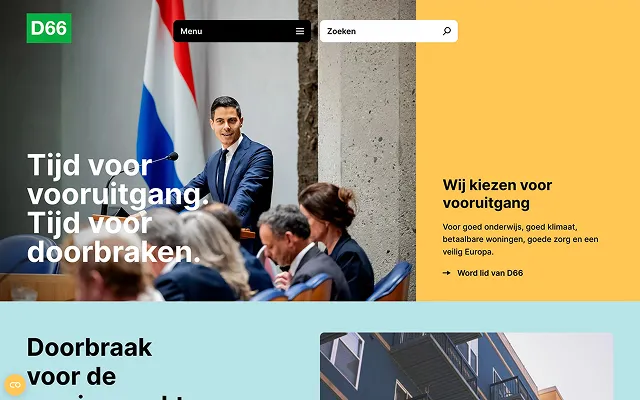 D66
Menu
Zoeken
Tijd voor
vooruitgang.
Tijd voor
doorbraken.
Wij kiezen voor
vooruitgang
Voor goed onderwijs, goed klimaat,
betaalbare woningen, goede zorg en een
veilig Europa.
Word lid van D66
Doorbraak
voor de